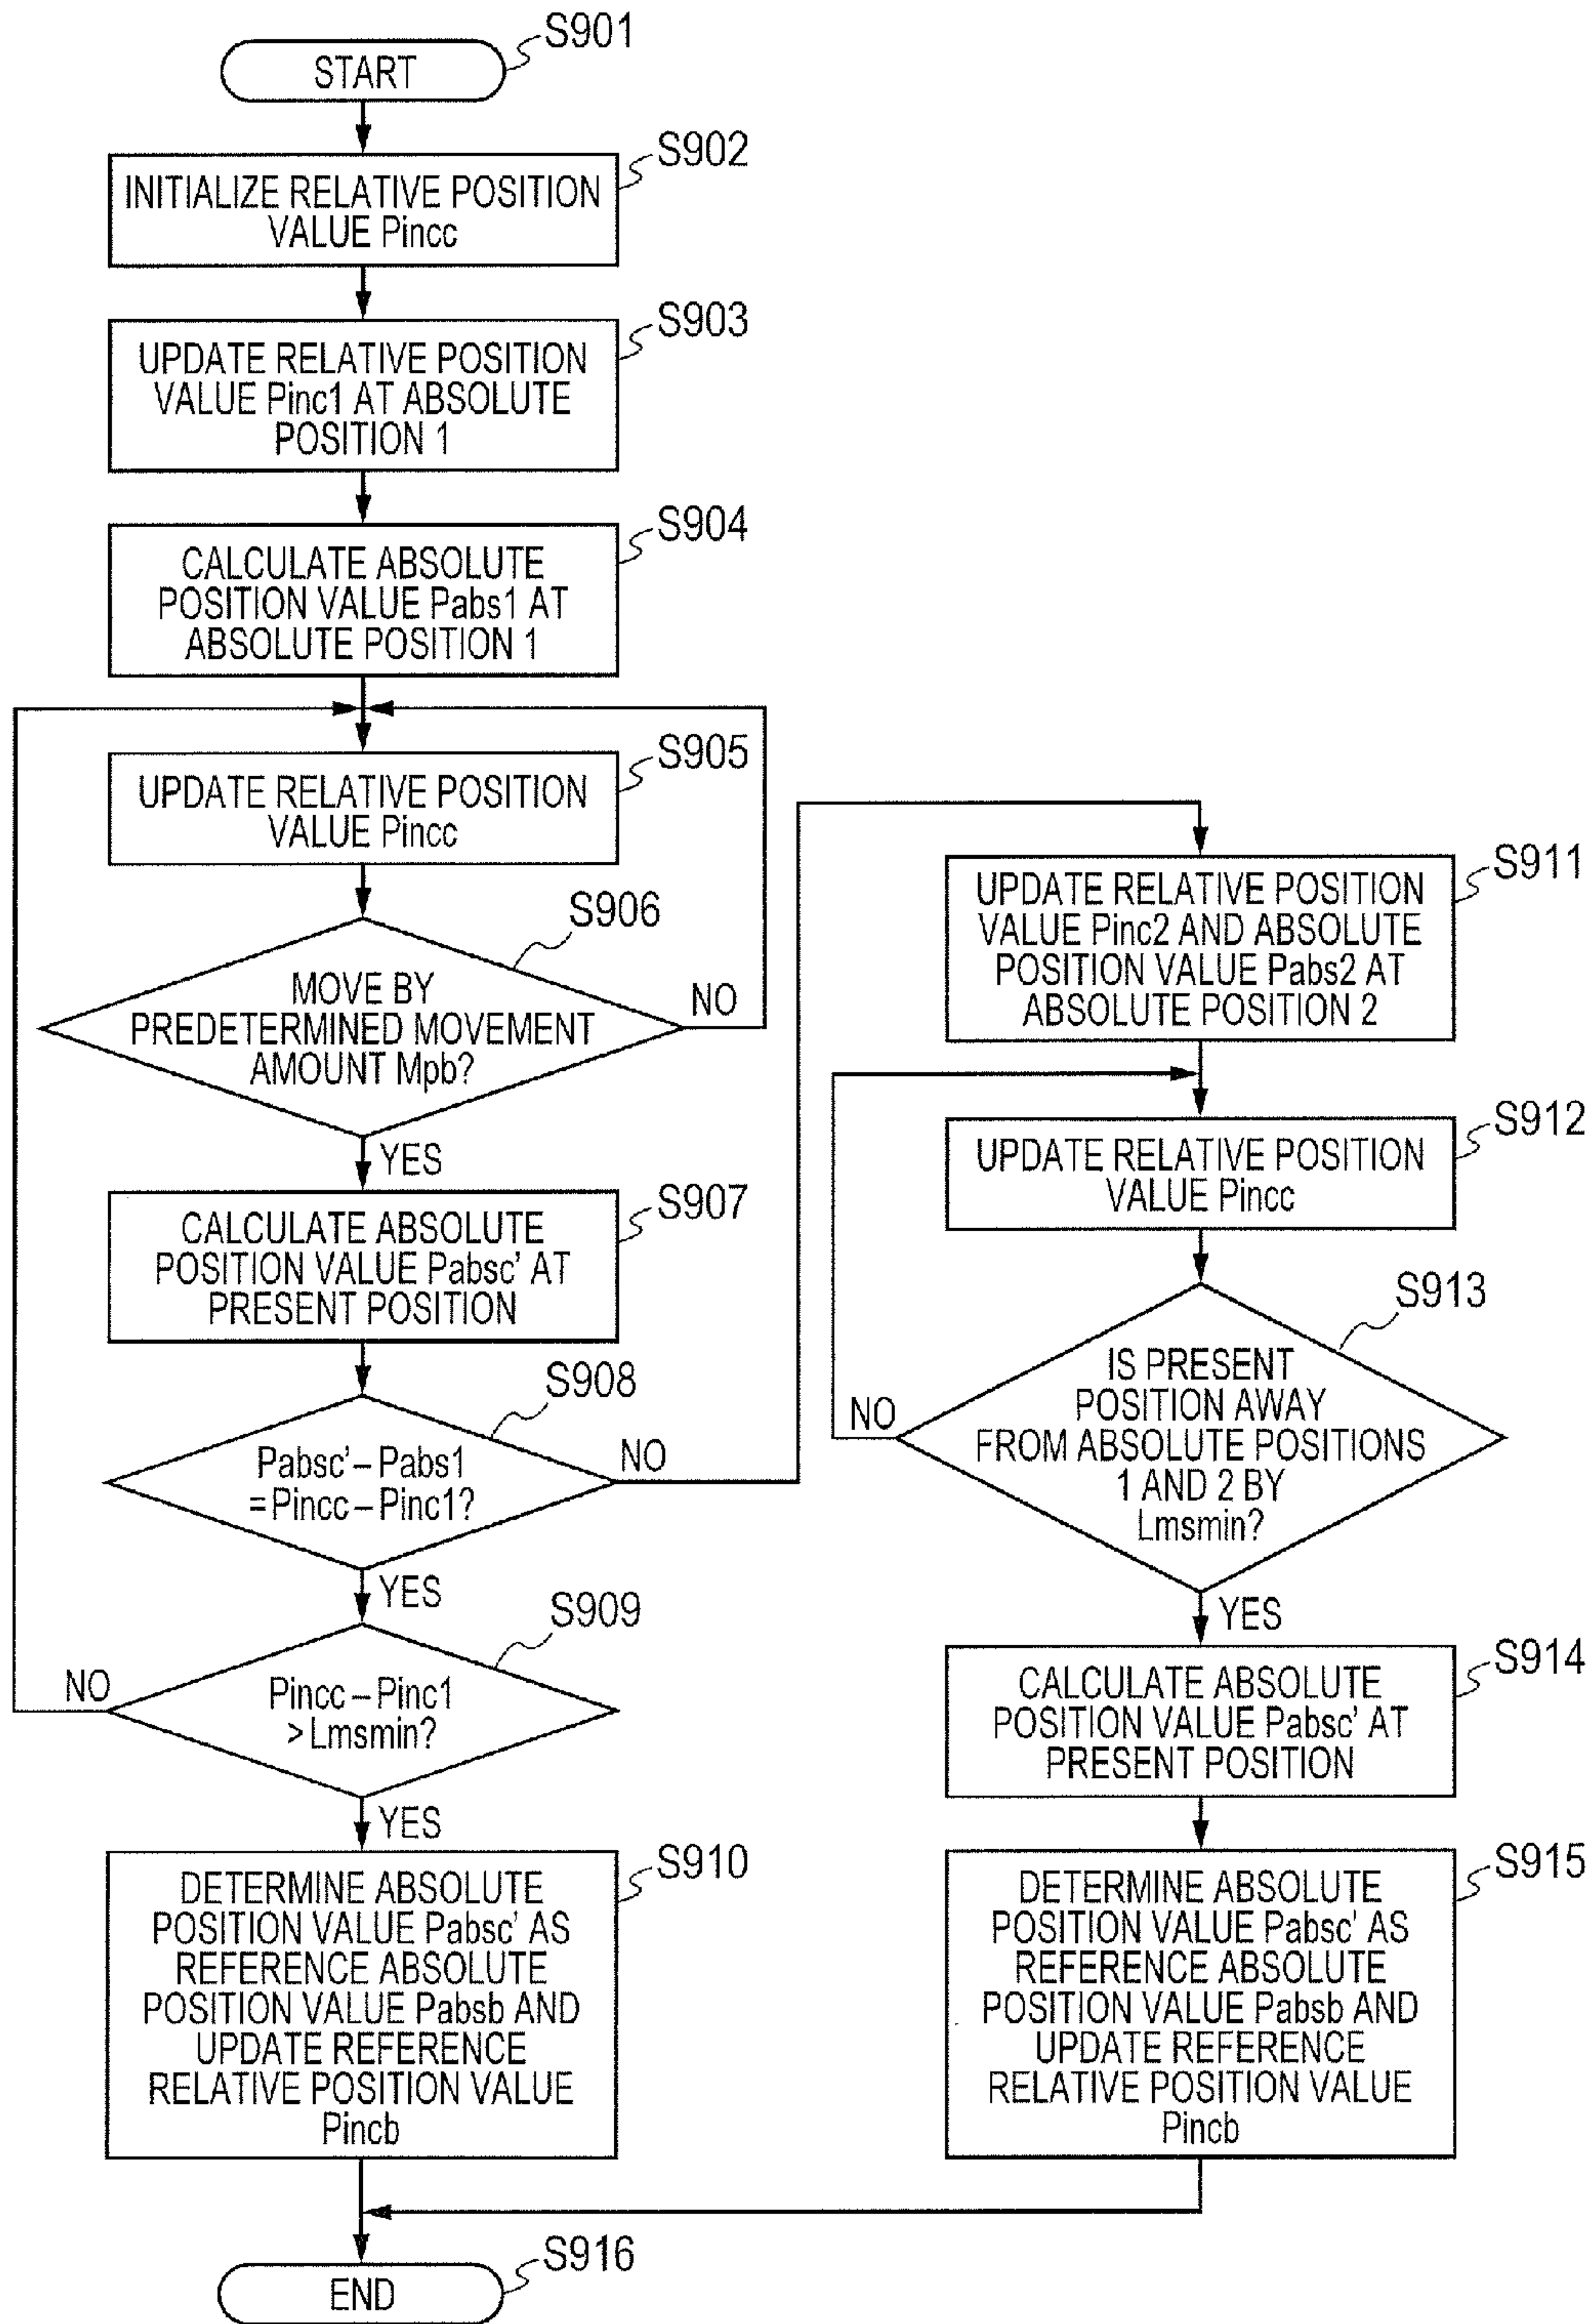 S901
START
S902
INITIALIZE RELATIVE POSITION
VALUE Pincc
S903
UPDATE RELATIVE POSITION
VALUE Pinc1 AT ABSOLUTE
POSITION 1
S904
CALCULATE ABSOLUTE
POSITION VALUE Pabs1 AT
ABSOLUTE POSITION 1
S905
UPDATE RELATIVE POSITION
VALUE Pincc
S906
MOVE BY
PREDETERMINED MOVEMENT
AMOUNT Mpb?
NO
YES
S907
CALCULATE ABSOLUTE
POSITION VALUE Pabsc' AT
PRESENT POSITION
S908
Pabsc' – Pabs1
= Pincc – Pinc1?
NO
YES
S909
NO
Pincc – Pinc1
> Lmsmin?
YES
S910
DETERMINE ABSOLUTE
POSITION VALUE Pabsc' AS
REFERENCE ABSOLUTE
POSITION VALUE Pabsb AND
UPDATE REFERENCE
RELATIVE POSITION VALUE
Pincb
S911
UPDATE RELATIVE POSITION
VALUE Pinc2 AND ABSOLUTE
POSITION VALUE Pabs2 AT
ABSOLUTE POSITION 2
S912
UPDATE RELATIVE POSITION
VALUE Pincc
S913
IS PRESENT
POSITION AWAY
FROM ABSOLUTE POSITIONS
1 AND 2 BY
Lmsmin?
NO
YES
S914
CALCULATE ABSOLUTE
POSITION VALUE Pabsc' AT
PRESENT POSITION
S915
DETERMINE ABSOLUTE
POSITION VALUE Pabsc' AS
REFERENCE ABSOLUTE
POSITION VALUE Pabsb AND
UPDATE REFERENCE
RELATIVE POSITION VALUE
Pincb
S916
END